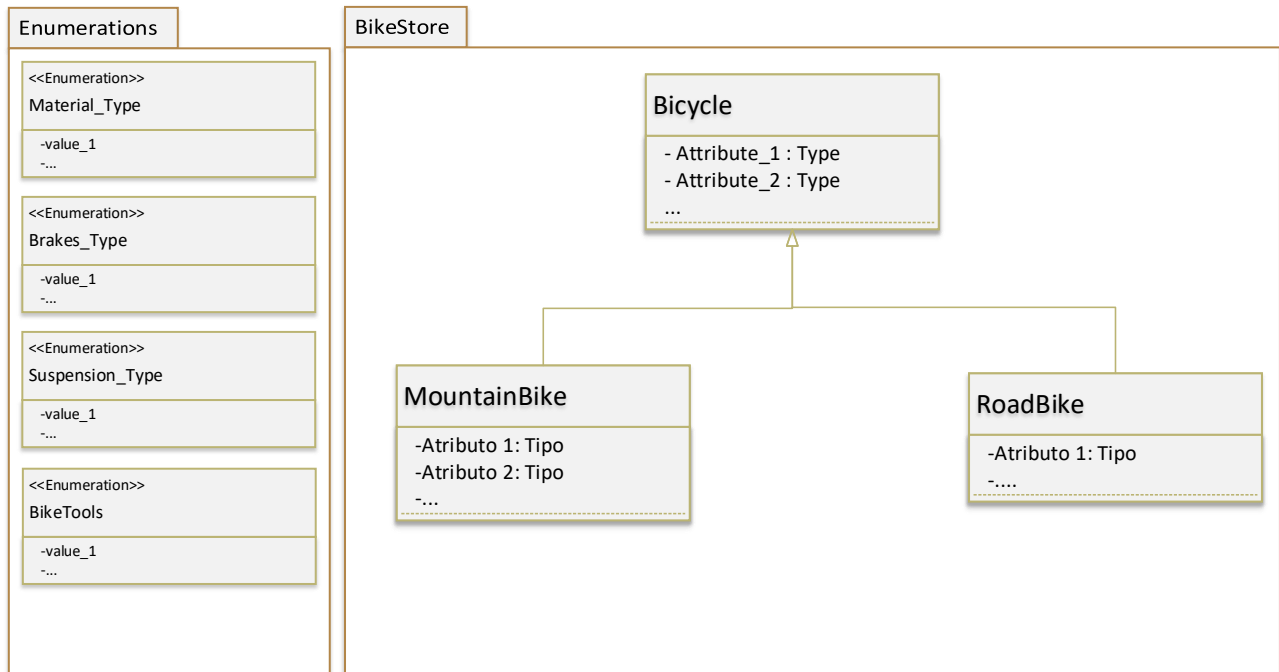 Enumerations
<<Enumeration>>
Material_Type
-value_1
-...
<<Enumeration>>
Brakes_Type
-value_1
-...
<<Enumeration>>
Suspension_Type
-value_1
-...
<<Enumeration>>
BikeTools
-value_1
-...
BikeStore
Bicycle
- Attribute_1 : Type
- Attribute_2 : Type
...
MountainBike
-Atributo 1: Tipo
-Atributo 2: Tipo
-...
RoadBike
-Atributo 1: Tipo
-....